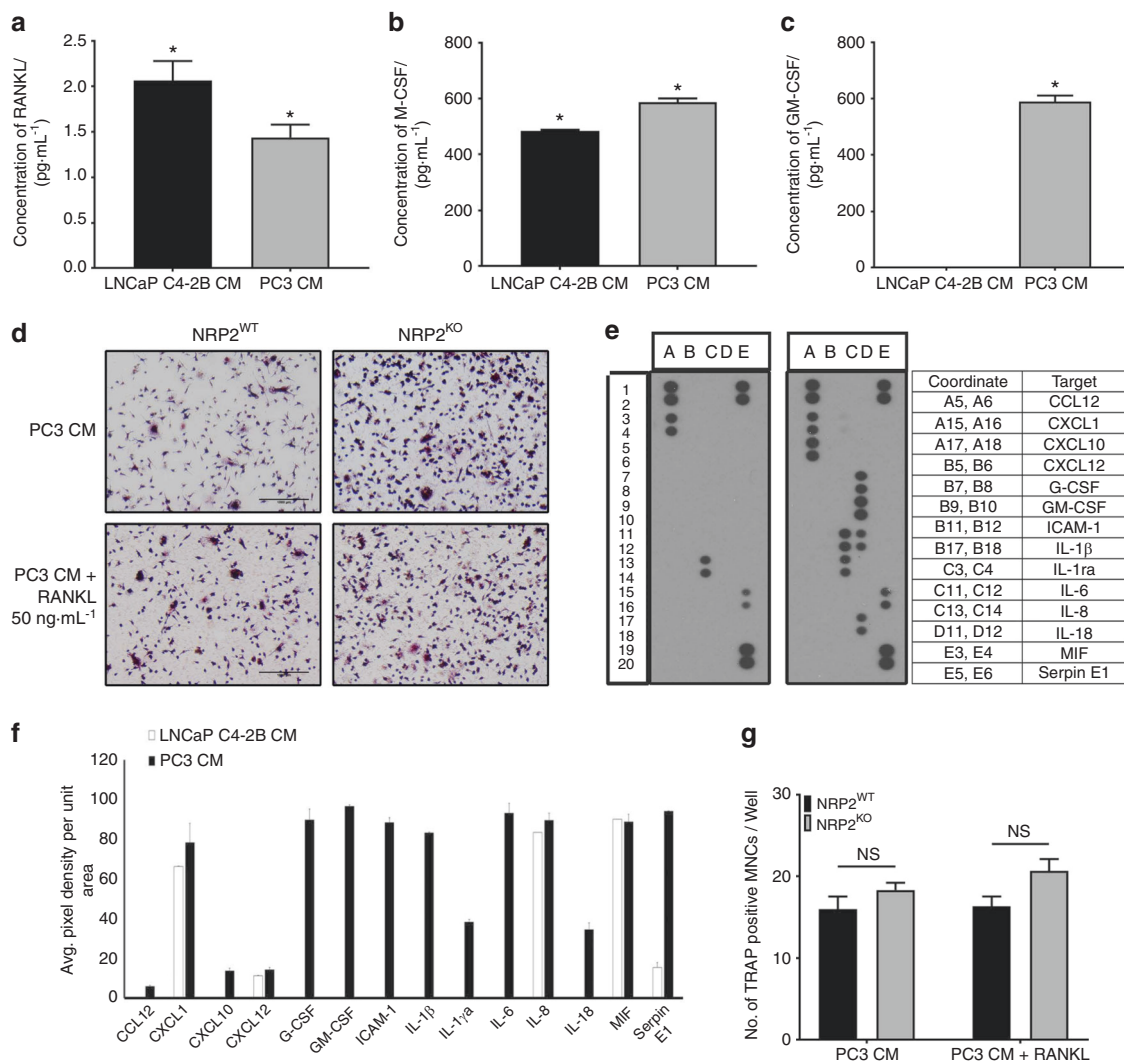 a
Concentration of RANKL/
(pg·mL⁻¹)
2.5
2.0
1.5
1.0
0.5
0.0
*
*
LNCaP C4-2B CM
PC3 CM
b
Concentration of M-CSF/
(pg·mL⁻¹)
800
600
400
200
0
*
*
LNCaP C4-2B CM
PC3 CM
c
Concentration of GM-CSF/
(pg·mL⁻¹)
800
600
400
200
0
*
LNCaP C4-2B CM
PC3 CM
d
NRP2ᵂᵀ
NRP2ᴷᴼ
PC3 CM
PC3 CM +
RANKL
50 ng·mL⁻¹
e
A B C D E
A B C D E
1
2
3
4
5
6
7
8
9
10
11
12
13
14
15
16
17
18
19
20
Coordinate Target
A5, A6 CCL12
A15, A16 CXCL1
A17, A18 CXCL10
B5, B6 CXCL12
B7, B8 G-CSF
B9, B10 GM-CSF
B11, B12 ICAM-1
B17, B18 IL-1β
C3, C4 IL-1ra
C11, C12 IL-6
C13, C14 IL-8
D11, D12 IL-18
E3, E4 MIF
E5, E6 Serpin E1
f
LNCaP C4-2B CM
PC3 CM
Avg. pixel density per unit
area
120
100
80
60
40
20
0
CCL12
CXCL1
CXCL10
CXCL12
G-CSF
GM-CSF
ICAM-1
IL-1β
IL-1γa
IL-6
IL-8
IL-18
MIF
Serpin
E1
g
No. of TRAP positive MNCs / Well
30
20
10
0
NRP2ᵂᵀ
NRP2ᴷᴼ
NS
NS
PC3 CM
PC3 CM + RANKL